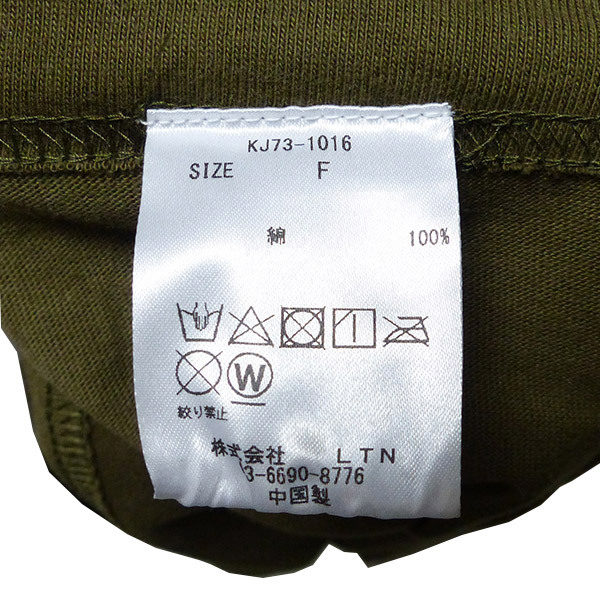 KJ73-1016
SIZE F
綿 100%
W
絞り禁止
株式会社 LTN
3-6690-8776
中国製